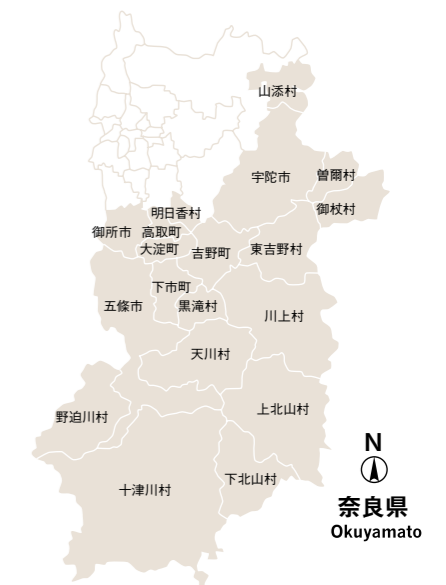 山添村
宇陀市
曽爾村
御杖村
明日香村
御所市
高取町
大淀町
吉野町
東吉野村
下市町
五條市
黒滝村
川上村
天川村
上北山村
野迫川村
下北山村
十津川村
N
奈良県
Okuyamato